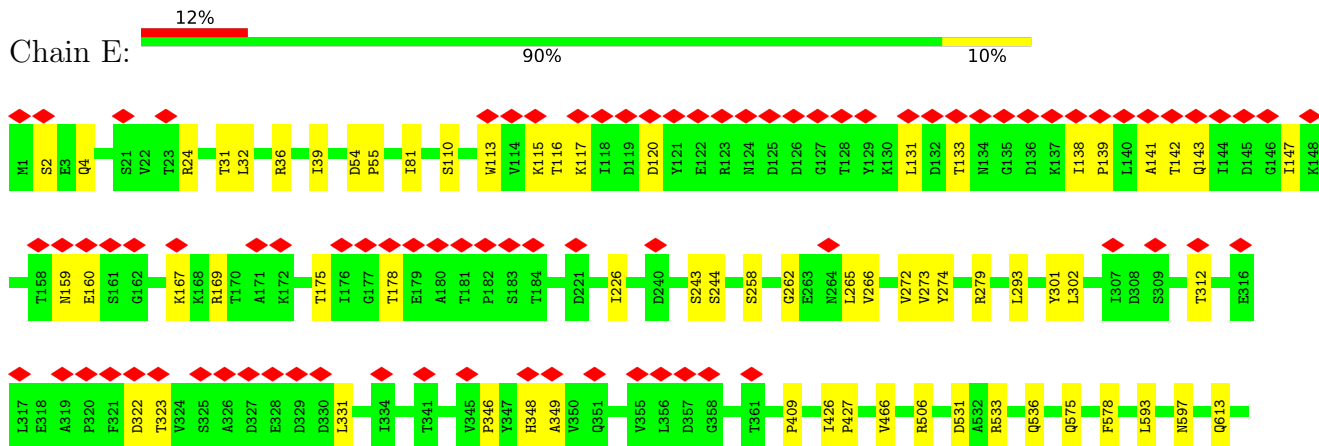 12%
Chain E:
90% 10%
M1 S2 E3 Q4 S21 V22 T23 R24 T31 L32 R36 I39 D54 P55 I81 S110 W113 V114 K115 T116 K117 I118 D119 D120 Y121 E122 R123 N124 D125 D126 G127 T128 Y129 K130 L131 D132 T133 N134 G135 D136 K137 I138 P139 L140 A141 T142 Q143 I144 D145 G146 I147 K148
T158 N159 E160 S161 G162 K167 K168 R169 T170 A171 K172 T175 I176 G177 T178 E179 A180 T181 P182 S183 T184 D221 I226 D240 S243 S244 S258 G262 E263 N264 L265 V266 V272 V273 Y274 R279 L293 Y301 L302 I307 D308 S309 T312 E316
L317 E318 A319 P320 F321 D322 T323 V324 S325 A326 D327 E328 D329 D330 L331 I334 T341 V345 P346 Y347 H348 A349 V350 Q351 V355 L356 D357 G358 T361 P409 I426 P427 V466 R506 D531 A532 R533 Q536 Q575 F578 L593 N597 Q613